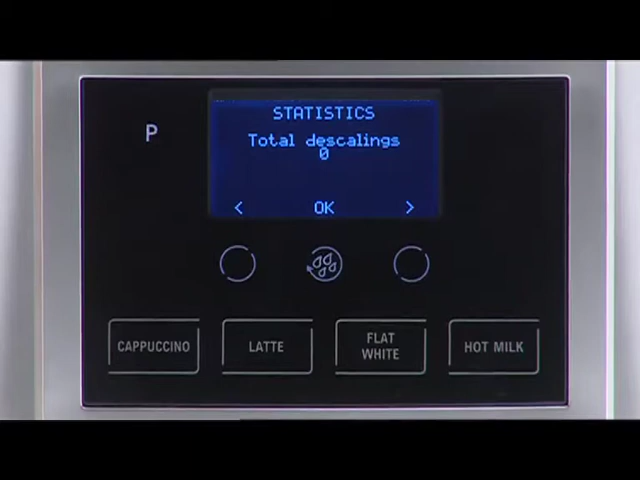 STATISTICS
P
Total descalings
0
< OK >
CAPPUCCINO
LATTE
FLAT
WHITE
HOT MILK